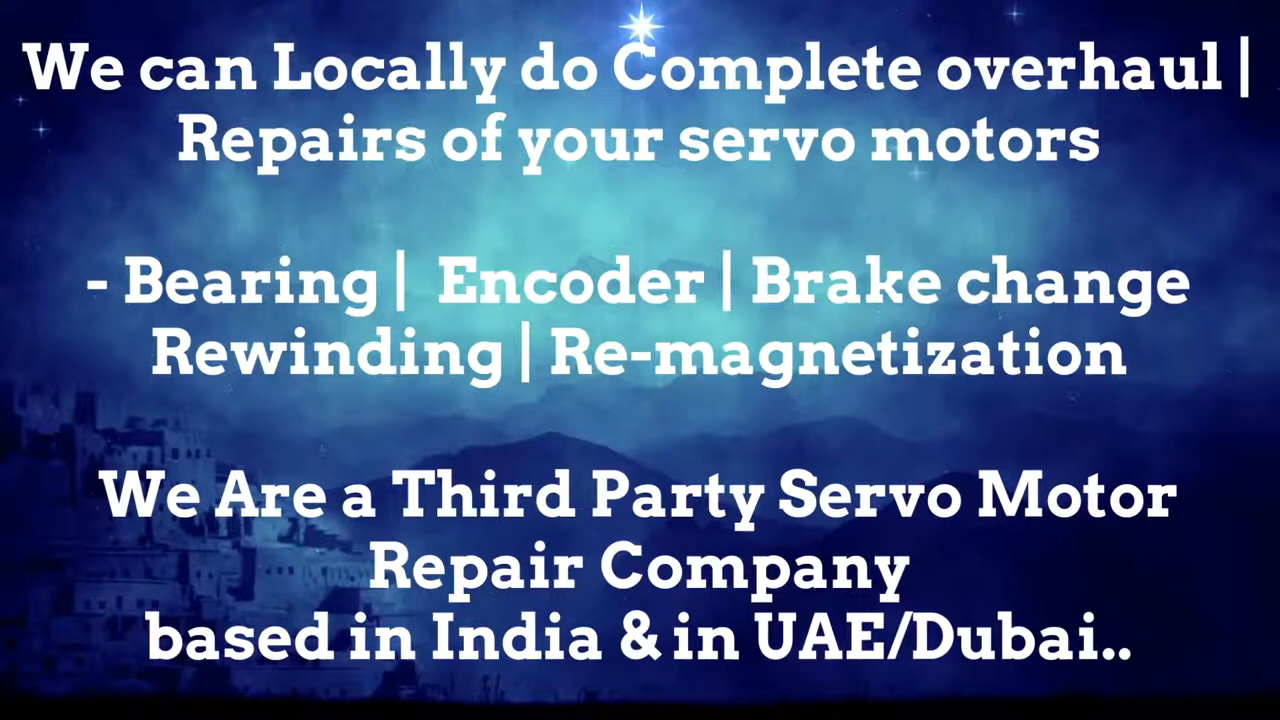 We can Locally do Complete overhaul |
Repairs of your servo motors
- Bearing | Encoder | Brake change
Rewinding | Re-magnetization
We Are a Third Party Servo Motor
Repair Company
based in India & in UAE/Dubai..